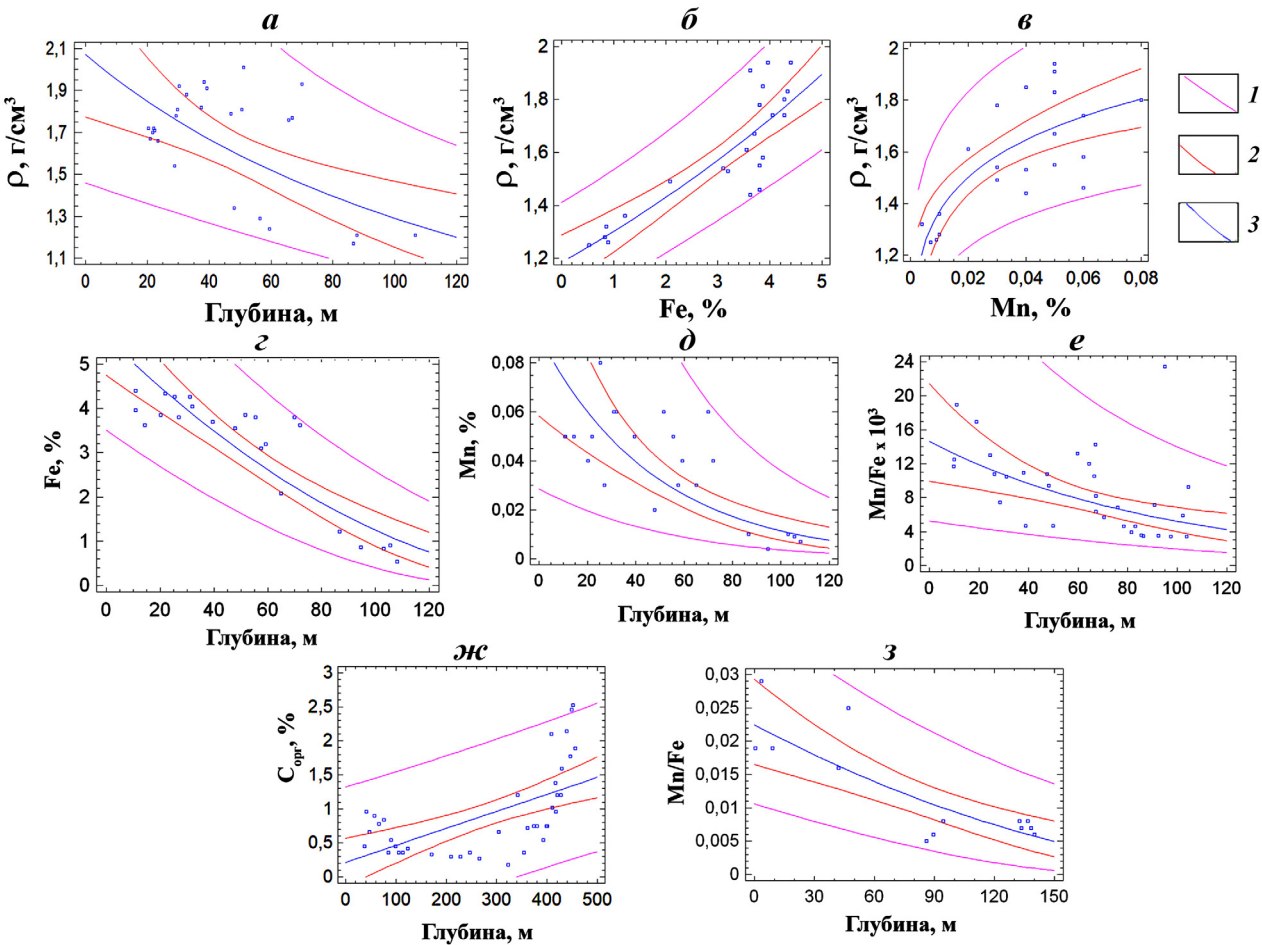 а
б
в
2,1
1,9
1,7
1,5
1,3
1,1
ρ, г/см³
0 20 40 60 80 100 120
Глубина, м
2
1,8
1,6
1,4
1,2
ρ, г/см³
0 1 2 3 4 5
Fe, %
2
1,8
1,6
1,4
1,2
ρ, г/см³
0 0,02 0,04 0,06 0,08
Mn, %
1
2
3
г
д
е
5
4
3
2
1
0
Fe, %
0 20 40 60 80 100 120
Глубина, м
0,08
0,06
0,04
0,02
0
Mn, %
0 20 40 60 80 100 120
Глубина, м
24
20
16
12
8
4
0
Mn/Fe x 10³
0 20 40 60 80 100 120
Глубина, м
ж
з
3
2,5
2
1,5
1
0,5
0
Cорг, %
0 100 200 300 400 500
Глубина, м
0,03
0,025
0,02
0,015
0,01
0,005
0
Mn/Fe
0 30 60 90 120 150
Глубина, м